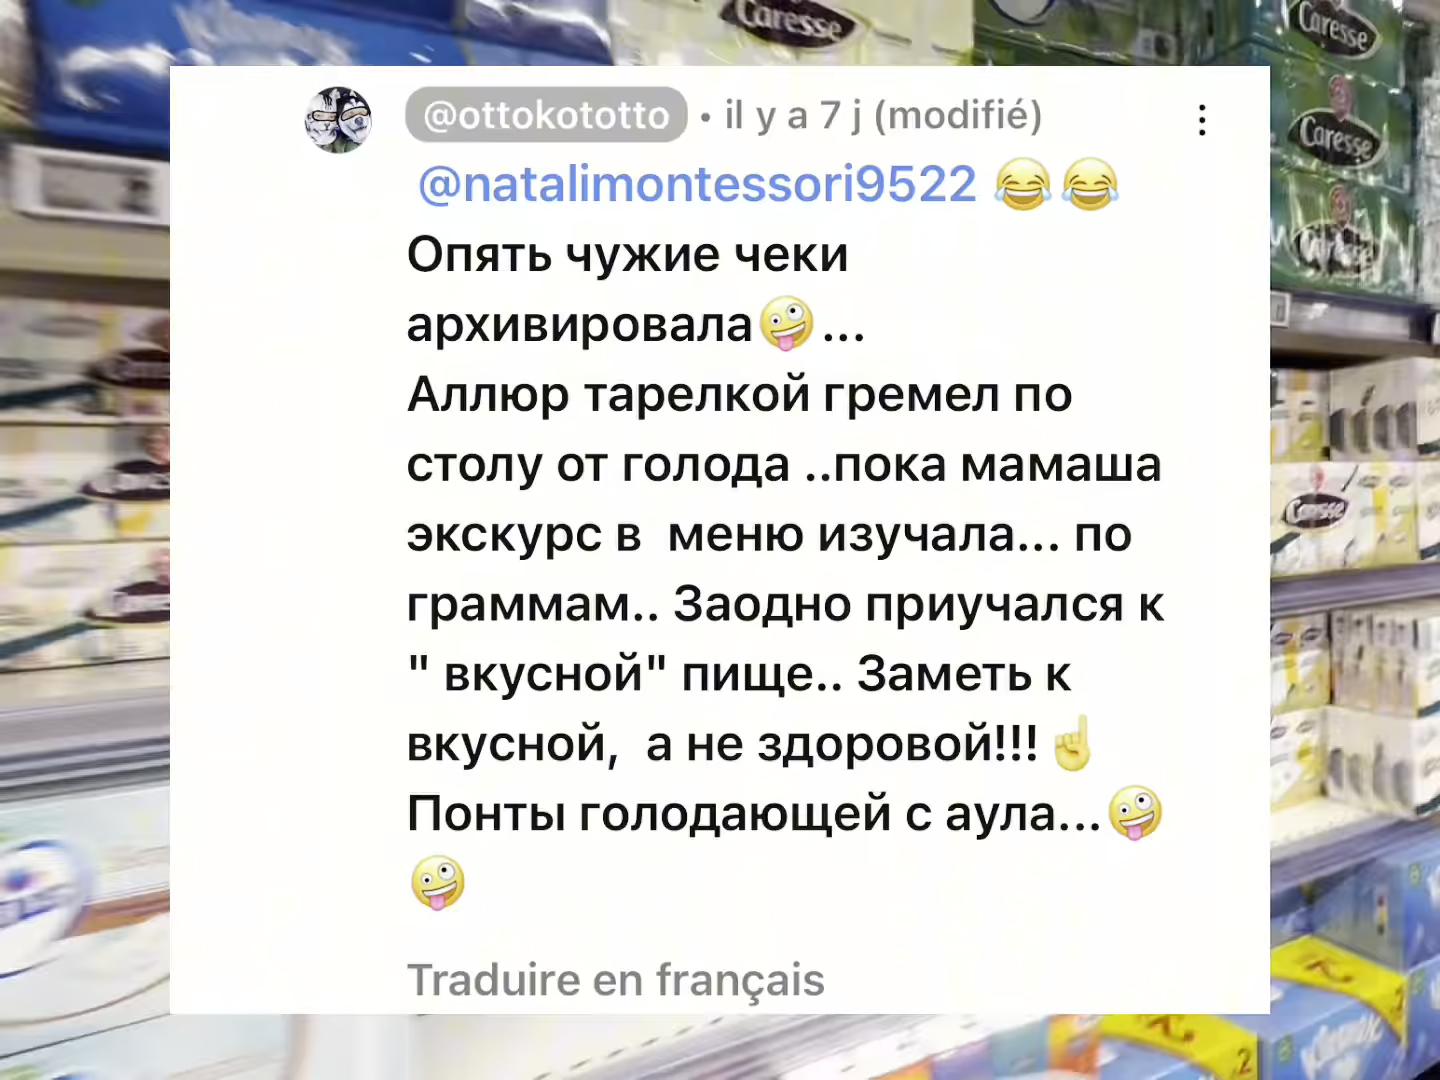 Caresse
Caresse
Caresse
@ottokototto • il y a 7 j (modifié)
@natalimontessori9522 😂😂
Опять чужие чеки
архивировала🤪...
Аллюр тарелкой гремел по
столу от голода ..пока мамаша
экскурс в  меню изучала... по
граммам.. Заодно приучался к
" вкусной" пище.. Заметь к
вкусной,  а не здоровой!!!☝
Понты голодающей с аула...🤪
🤪
Caresse
Traduire en français
2